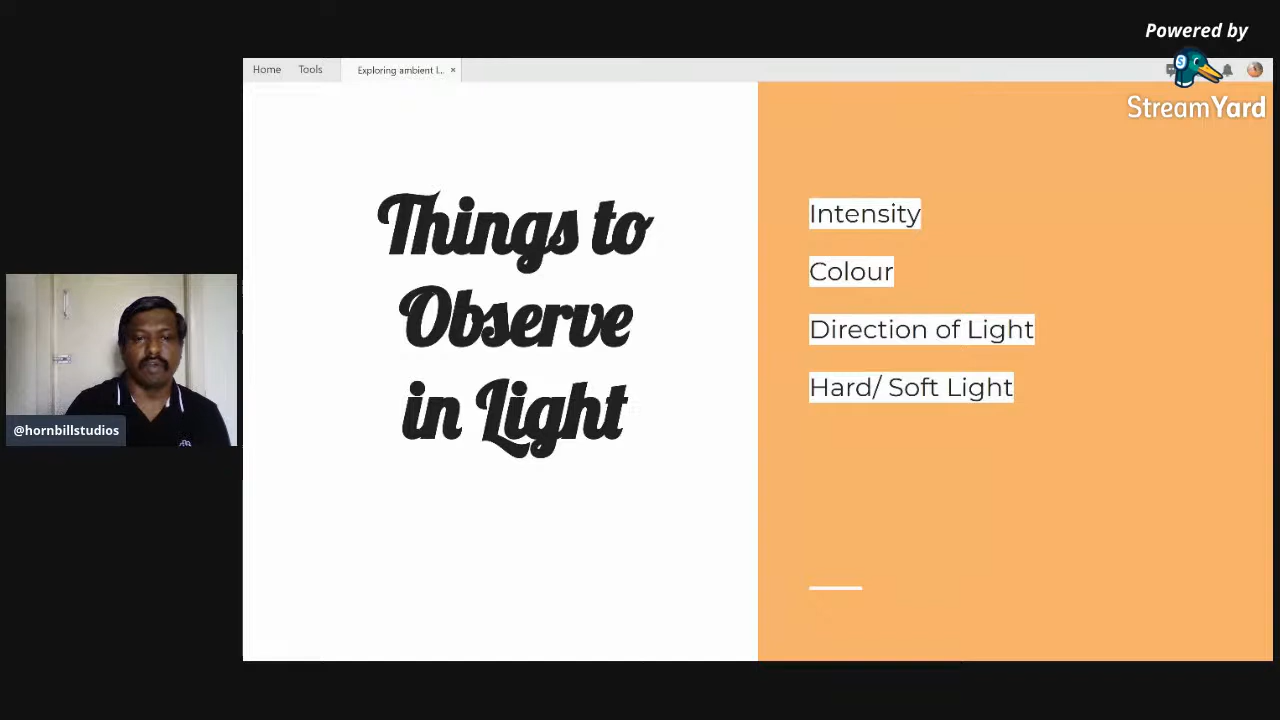 Powered by
StreamYard
Home
Tools
Exploring ambient l...
Things to
Observe
in Light
Intensity
Colour
Direction of Light
Hard/ Soft Light
@hornbillstudios